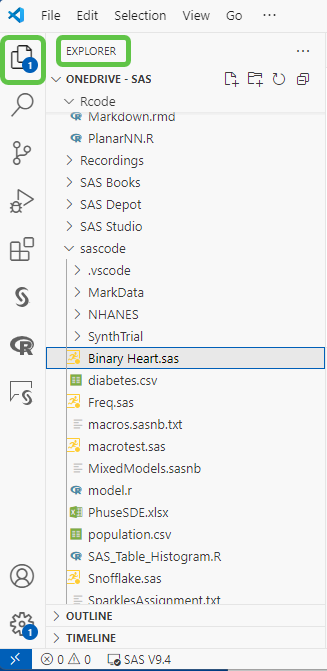 File Edit Selection View Go
1
EXPLORER
ONEDRIVE - SAS
Rcode
Markdown.rmd
PlanarNN.R
Recordings
SAS Books
SAS Depot
SAS Studio
sascode
.vscode
MarkData
NHANES
SynthTrial
Binary Heart.sas
diabetes.csv
Freq.sas
macros.sasnb.txt
macrotest.sas
MixedModels.sasnb
model.r
PhuseSDE.xlsx
population.csv
SAS_Table_Histogram.R
Snofflake.sas
SparklesAssignment.txt
OUTLINE
1
TIMELINE
0 0 SAS V9.4